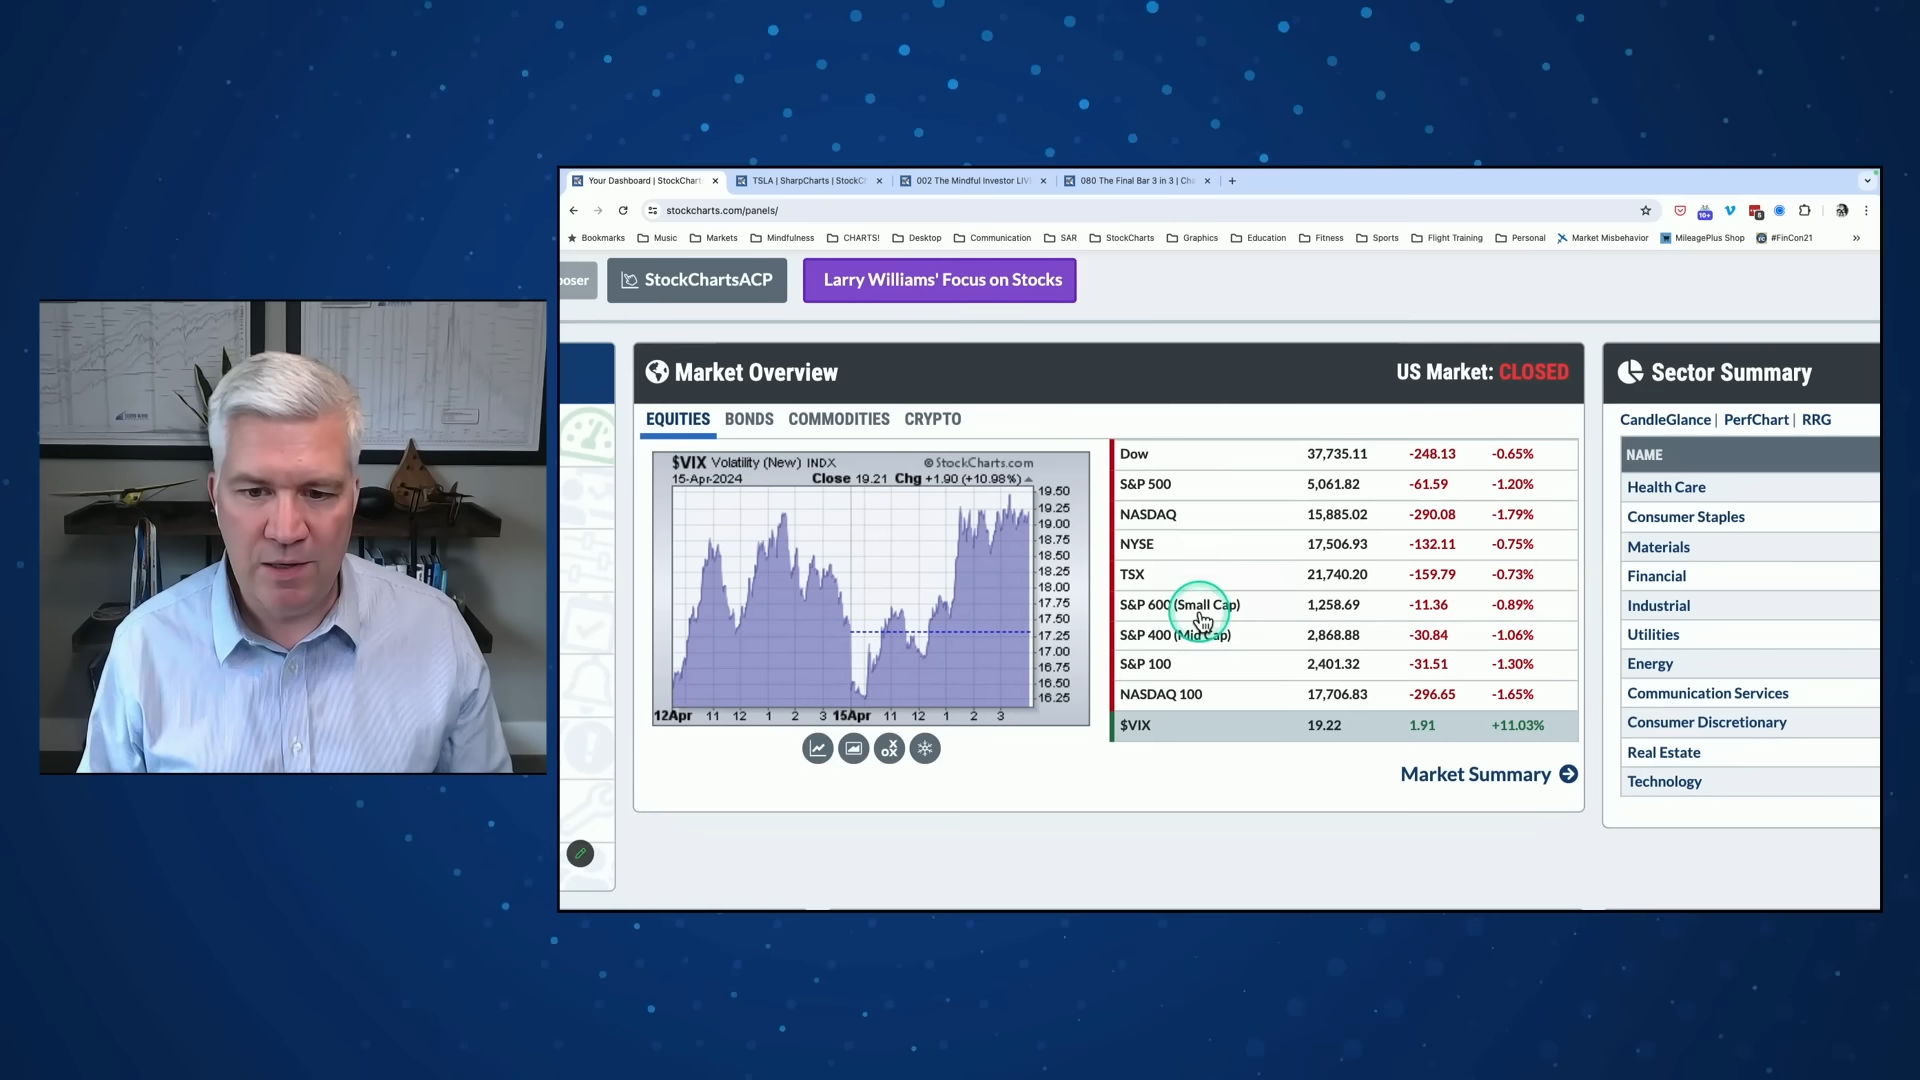 Your Dashboard | StockChart
TSLA | SharpCharts | StockC
002 The Mindful Investor LIV
080 The Final Bar 3 in 3 | Ch
stockcharts.com/panels/
10+
5
Bookmarks
Music
Markets
Mindfulness
CHARTS!
Desktop
Communication
SAR
StockCharts
Graphics
Education
Fitness
Sports
Flight Training
Personal
Market Misbehavior
MileagePlus Shop
#FinCon21
poser
StockChartsACP
Larry Williams' Focus on Stocks
Market Overview
US Market: CLOSED
EQUITIES BONDS COMMODITIES CRYPTO
$VIX Volatility (New) INDX
© StockCharts.com
15-Apr-2024
Close 19.21 Chg +1.90 (+10.98%)
19.50
19.25
19.00
18.75
18.50
18.25
18.00
17.75
17.50
17.25
17.00
16.75
16.50
16.25
12Apr 11 12 1 2 3 15Apr 11 12 1 2 3
Dow 37,735.11 -248.13 -0.65%
S&P 500 5,061.82 -61.59 -1.20%
NASDAQ 15,885.02 -290.08 -1.79%
NYSE 17,506.93 -132.11 -0.75%
TSX 21,740.20 -159.79 -0.73%
S&P 600 (Small Cap) 1,258.69 -11.36 -0.89%
S&P 400 (Mid Cap) 2,868.88 -30.84 -1.06%
S&P 100 2,401.32 -31.51 -1.30%
NASDAQ 100 17,706.83 -296.65 -1.65%
$VIX 19.22 1.91 +11.03%
Market Summary
Sector Summary
CandleGlance | PerfChart | RRG
NAME
Health Care
Consumer Staples
Materials
Financial
Industrial
Utilities
Energy
Communication Services
Consumer Discretionary
Real Estate
Technology